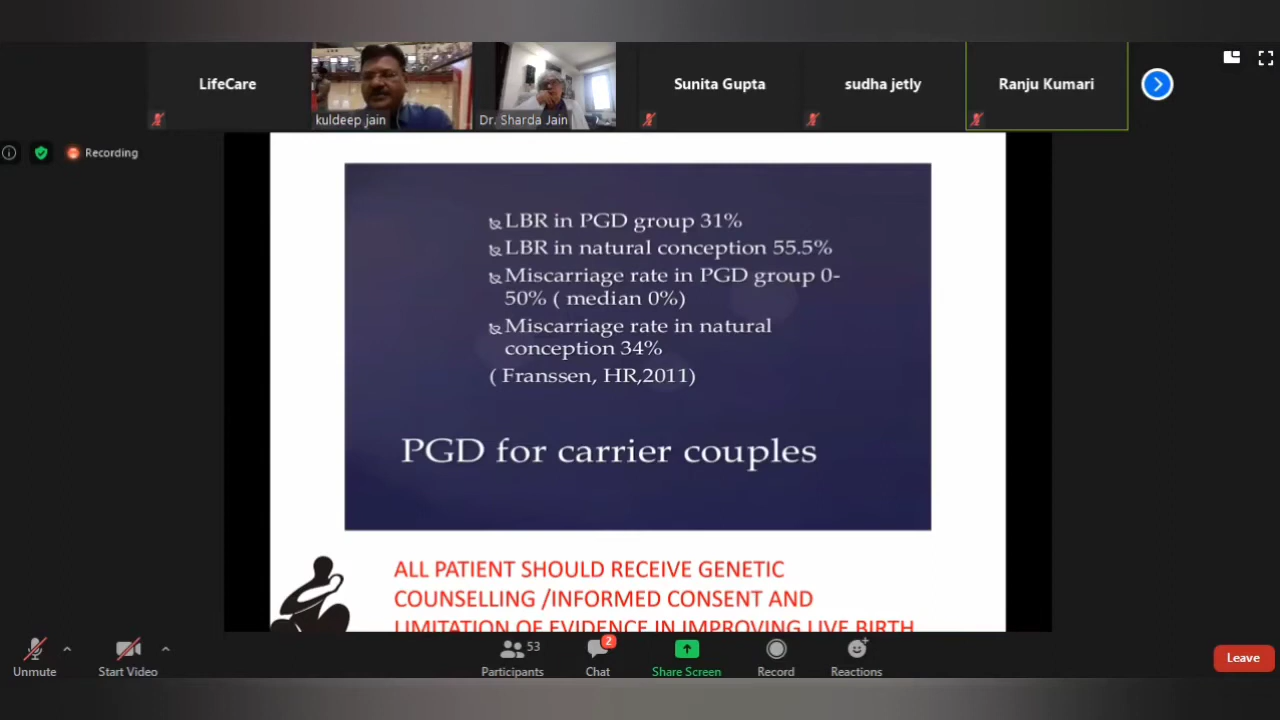 LifeCare
kuldeep jain
Dr. Sharda Jain
Sunita Gupta
sudha jetly
Ranju Kumari
Recording
LBR in PGD group 31%
LBR in natural conception 55.5%
Miscarriage rate in PGD group 0-
50% ( median 0%)
Miscarriage rate in natural
conception 34%
( Franssen, HR,2011)
PGD for carrier couples
ALL PATIENT SHOULD RECEIVE GENETIC
COUNSELLING /INFORMED CONSENT AND
LIMITATION OF EVIDENCE IN IMPROVING LIVE BIRTH
Unmute
Start Video
53
Participants
2
Chat
Share Screen
Record
Reactions
Leave